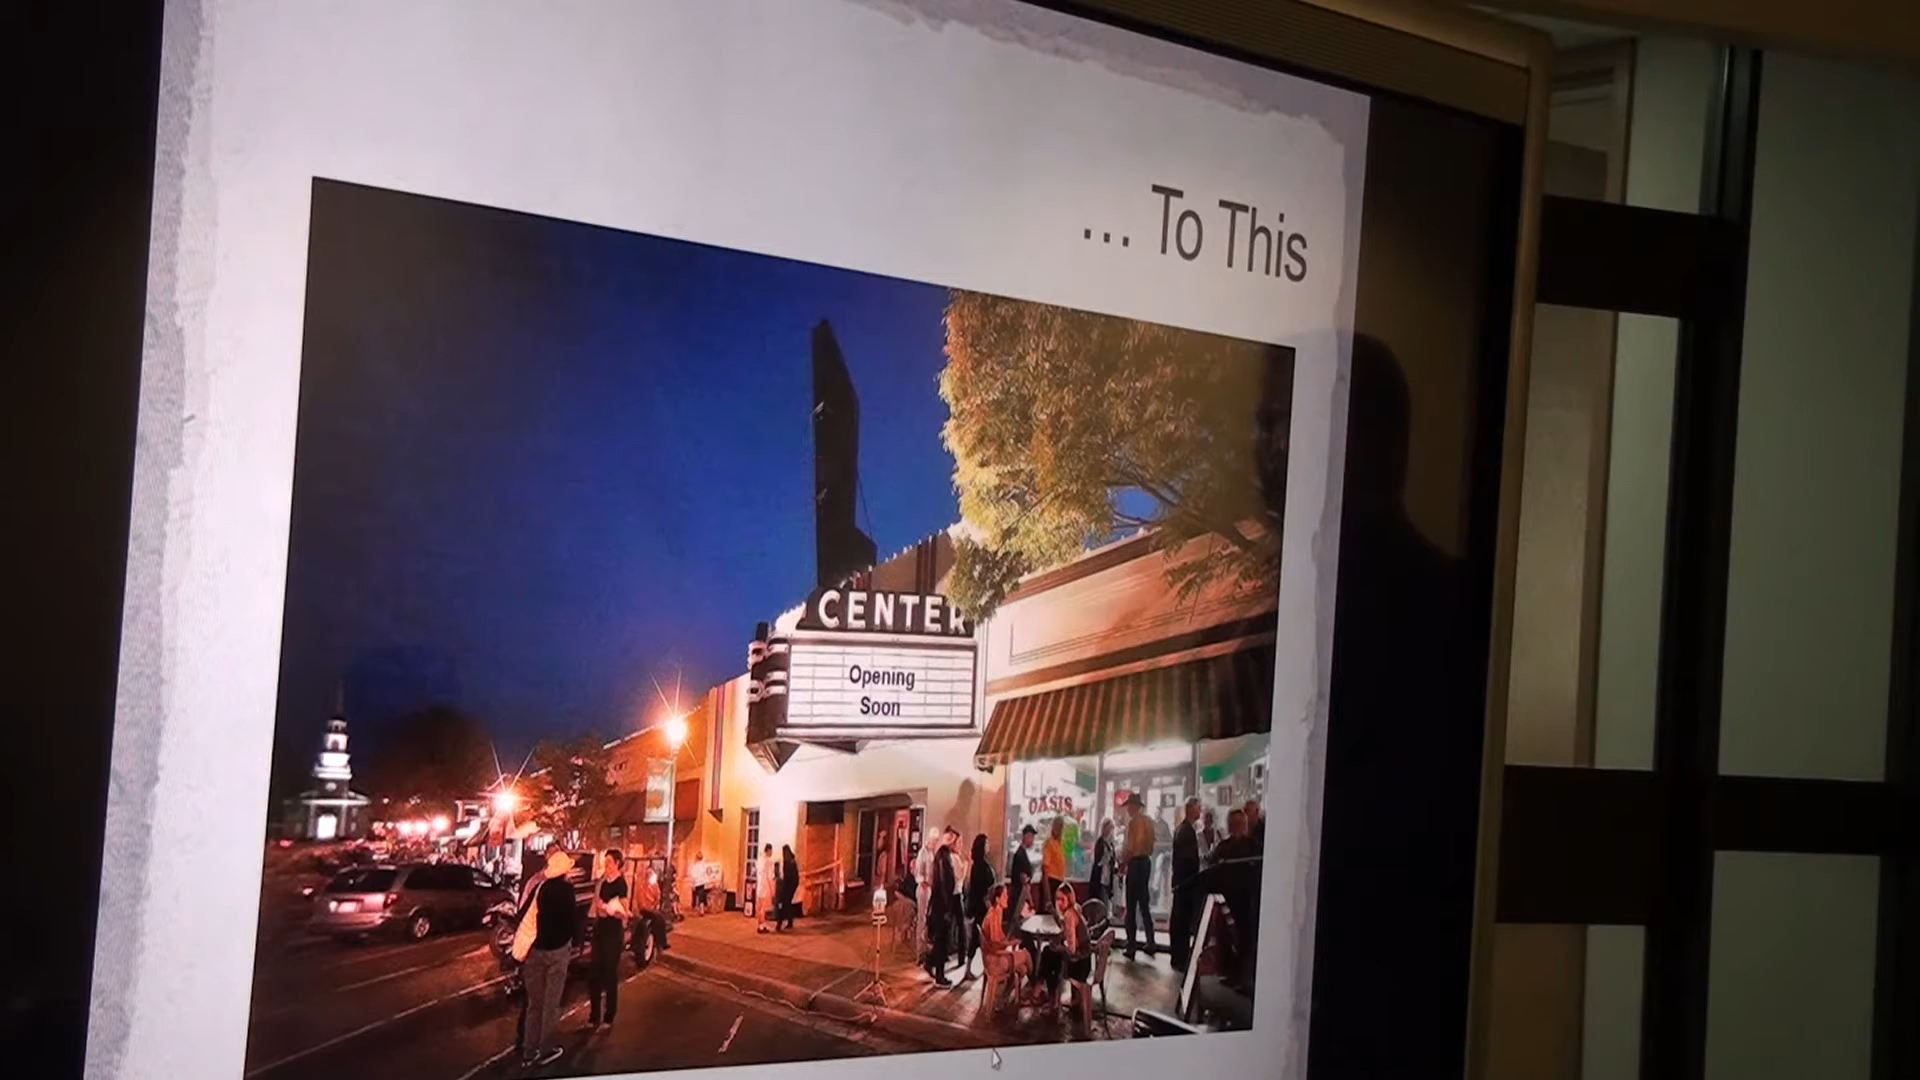 ... To This
CENTER
Opening
Soon
OASIS